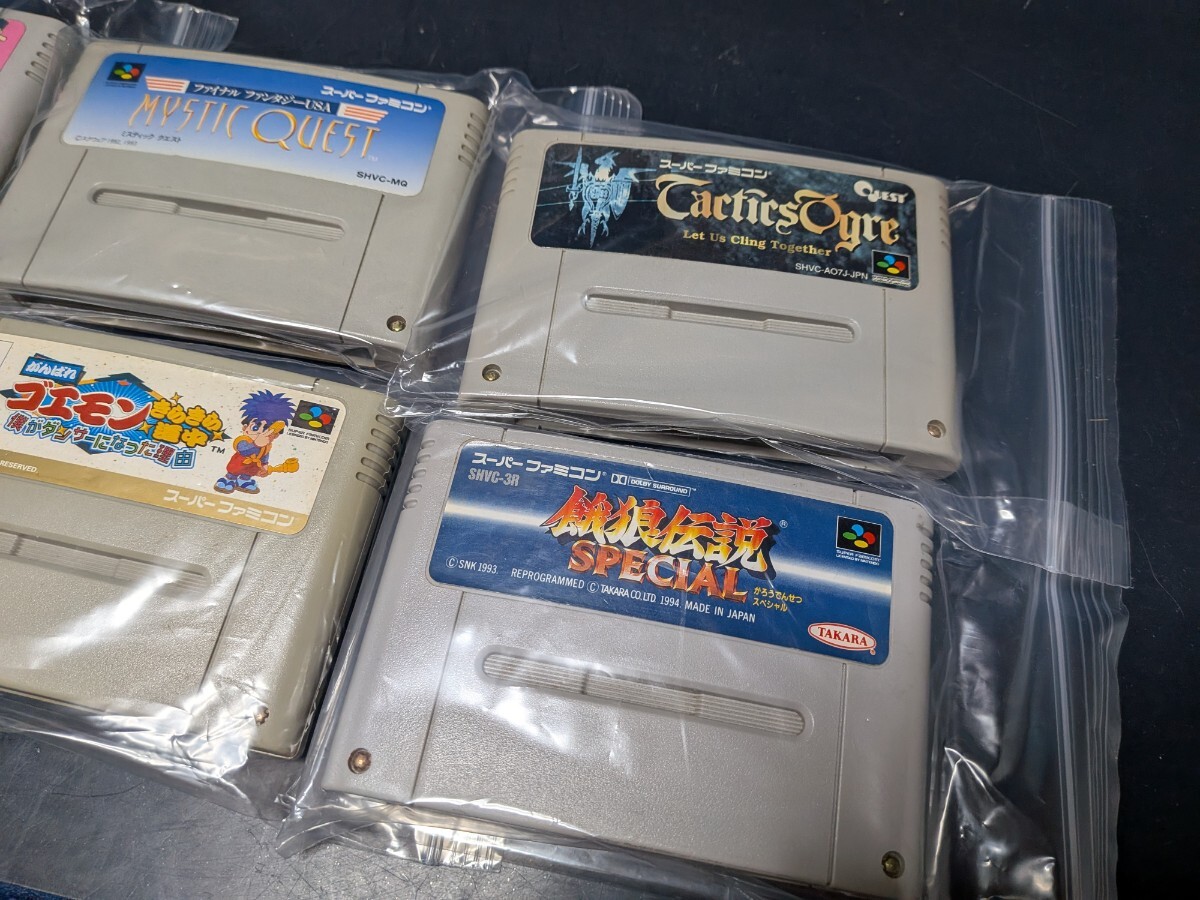 ファイナル ファンタジーUSA
スーパーファミコン
MYSTIC QUEST
ミスティック クエスト
SHVC-MQ
スーパーファミコン
QUEST
Tactics Ogre
Let Us Cling Together
SHVC-AO7J-JPN
がんばれ
ゴエモン
きらきら
道中
僕がダンサーになった理由
TM
RESERVED.
スーパーファミコン
スーパーファミコン
DOLBY SURROUND
SHVC-3R
餓狼伝説
SPECIAL
がろうでんせつ
スペシャル
© SNK 1993. REPROGRAMMED © TAKARA CO.LTD. 1994. MADE IN JAPAN
SUPER FAMICOM
TAKARA